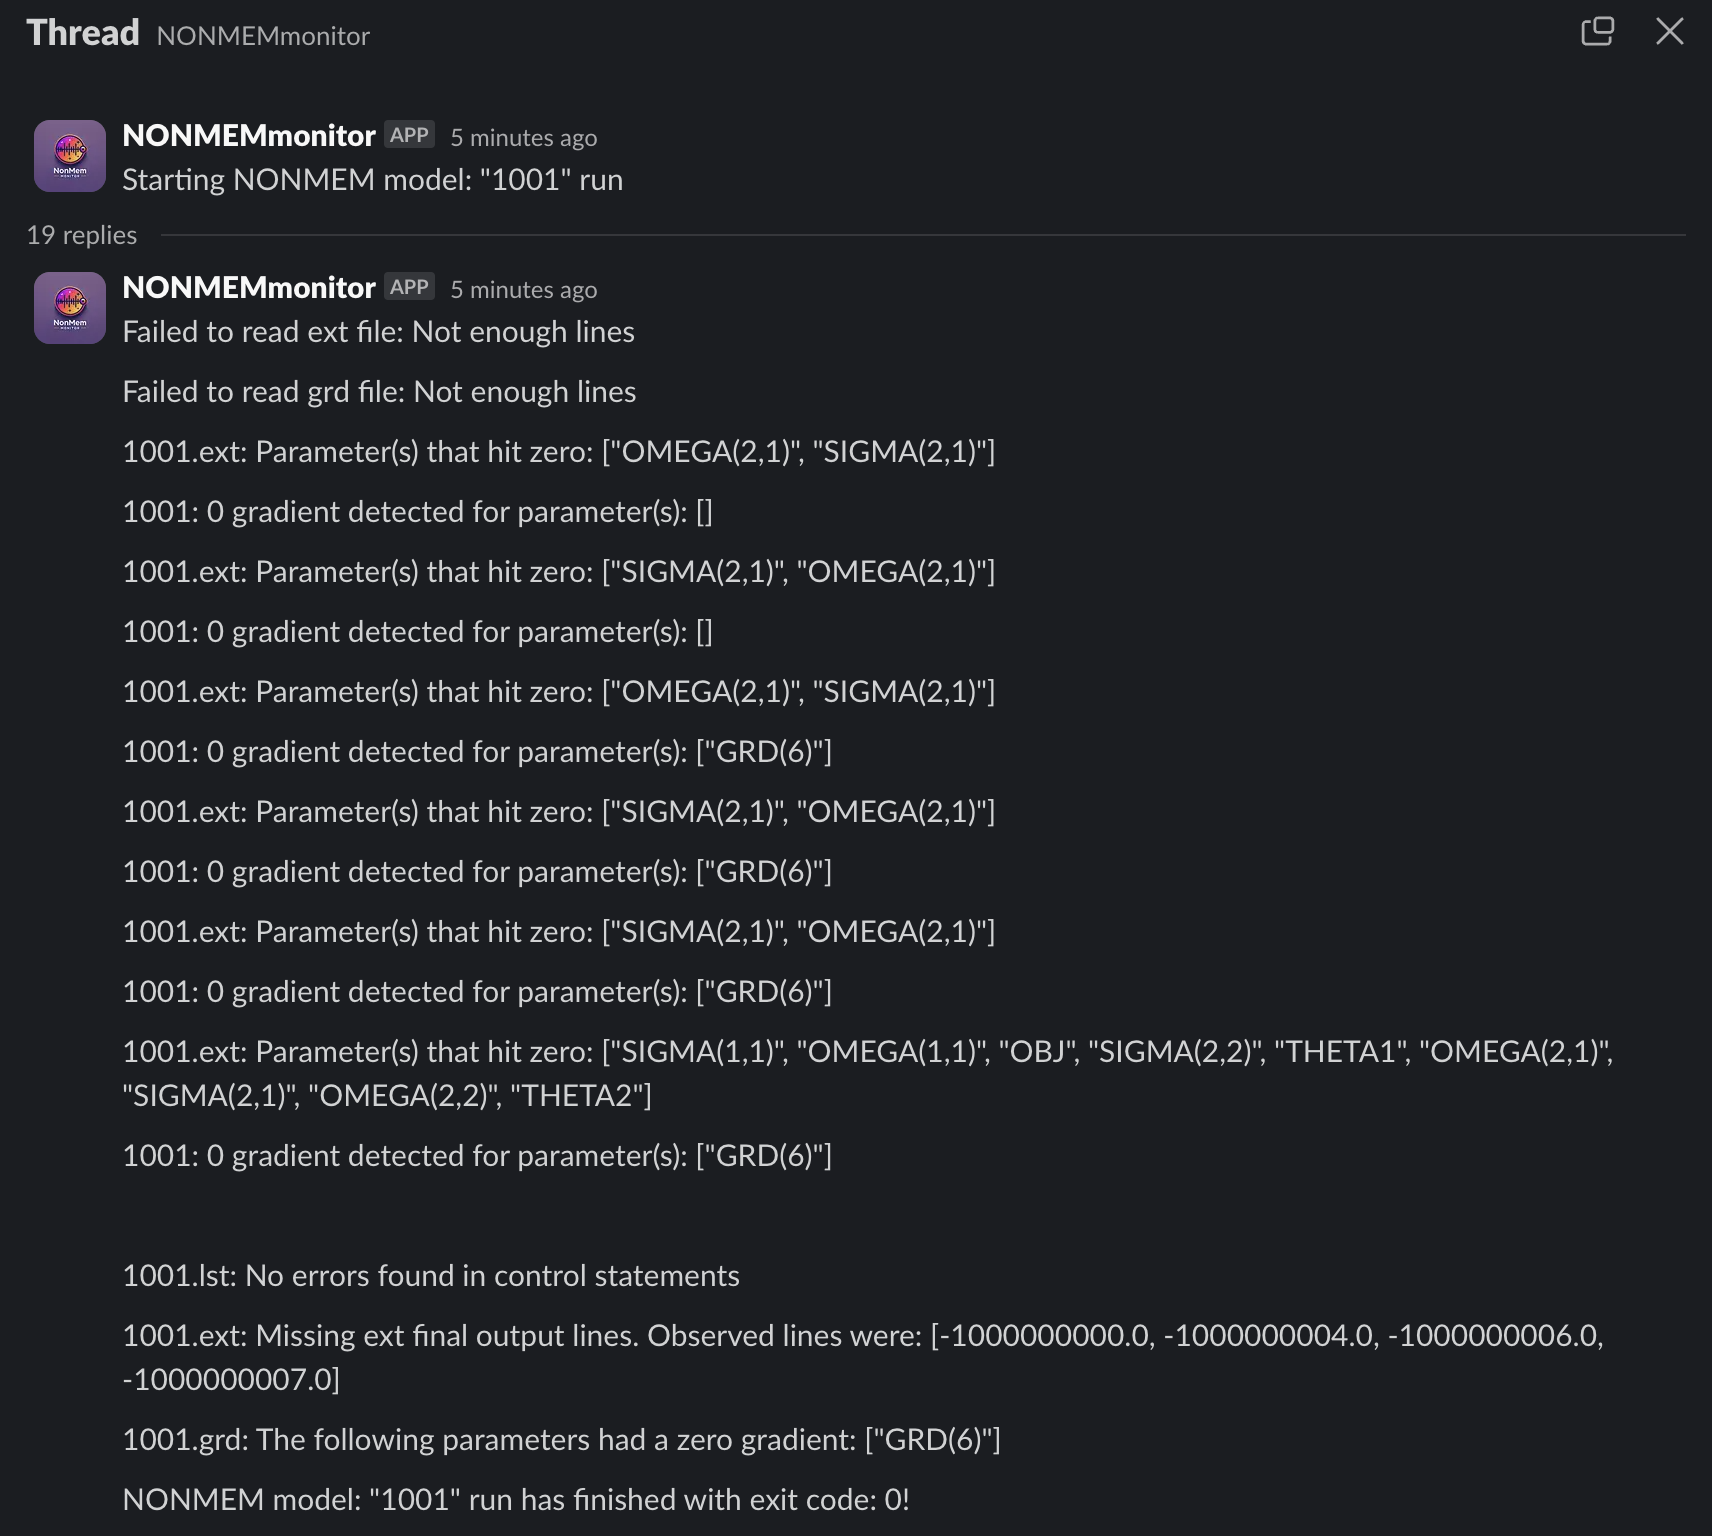 Thread NONMEMmonitor
NONMEMmonitor APP 5 minutes ago
NonMem
MONITOR
Starting NONMEM model: "1001" run
19 replies
NONMEMmonitor APP 5 minutes ago
NonMem
MONITOR
Failed to read ext file: Not enough lines
Failed to read grd file: Not enough lines
1001.ext: Parameter(s) that hit zero: ["OMEGA(2,1)", "SIGMA(2,1)"]
1001: 0 gradient detected for parameter(s): []
1001.ext: Parameter(s) that hit zero: ["SIGMA(2,1)", "OMEGA(2,1)"]
1001: 0 gradient detected for parameter(s): []
1001.ext: Parameter(s) that hit zero: ["OMEGA(2,1)", "SIGMA(2,1)"]
1001: 0 gradient detected for parameter(s): ["GRD(6)"]
1001.ext: Parameter(s) that hit zero: ["SIGMA(2,1)", "OMEGA(2,1)"]
1001: 0 gradient detected for parameter(s): ["GRD(6)"]
1001.ext: Parameter(s) that hit zero: ["SIGMA(2,1)", "OMEGA(2,1)"]
1001: 0 gradient detected for parameter(s): ["GRD(6)"]
1001.ext: Parameter(s) that hit zero: ["SIGMA(1,1)", "OMEGA(1,1)", "OBJ", "SIGMA(2,2)", "THETA1", "OMEGA(2,1)",
"SIGMA(2,1)", "OMEGA(2,2)", "THETA2"]
1001: 0 gradient detected for parameter(s): ["GRD(6)"]
1001.lst: No errors found in control statements
1001.ext: Missing ext final output lines. Observed lines were: [-1000000000.0, -1000000004.0, -1000000006.0,
-1000000007.0]
1001.grd: The following parameters had a zero gradient: ["GRD(6)"]
NONMEM model: "1001" run has finished with exit code: 0!